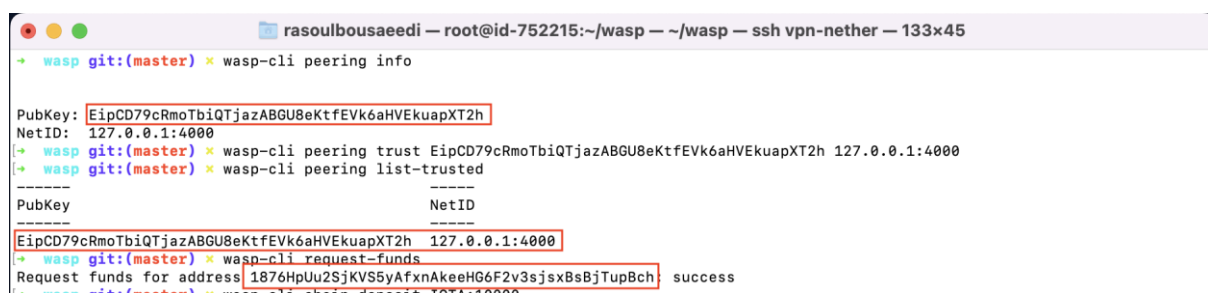 rasoulbousaeedi — root@id-752215:~/wasp — ~/wasp — ssh vpn-nether — 133×45
→ wasp git:(master) × wasp-cli peering info
PubKey: EipCD79cRmoTbiQTjazABGU8eKtfEVk6aHVEkuapXT2h
NetID: 127.0.0.1:4000
[→ wasp git:(master) × wasp-cli peering trust EipCD79cRmoTbiQTjazABGU8eKtfEVk6aHVEkuapXT2h 127.0.0.1:4000
[→ wasp git:(master) × wasp-cli peering list-trusted
------ -----
PubKey NetID
------ -----
EipCD79cRmoTbiQTjazABGU8eKtfEVk6aHVEkuapXT2h 127.0.0.1:4000
[→ wasp git:(master) × wasp-cli request-funds
Request funds for address 1876HpUu2SjKVS5yAfxnAkeeHG6F2v3sjsxBsBjTupBch: success